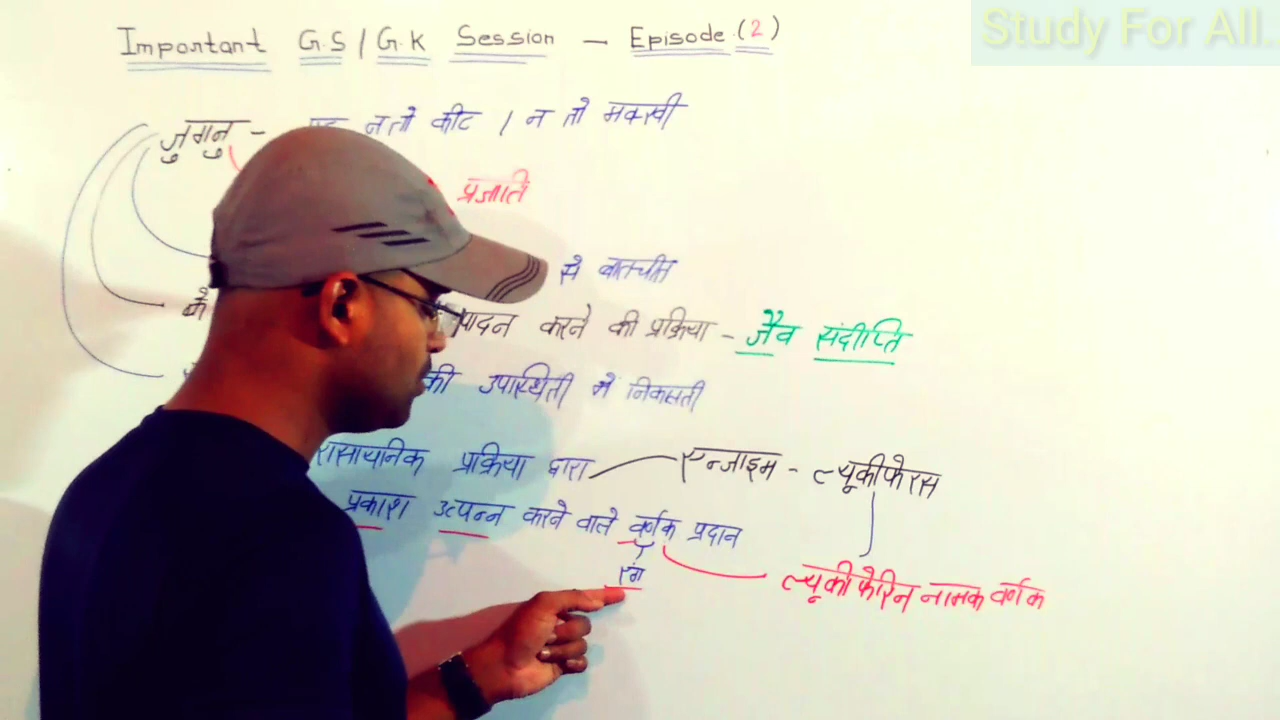 Study For All.
Important G.S / G.K Session – Episode.(2)
जुगनु – न तो कीट / न तो मक्खी
प्रजाति
से बातचीत
पादन करने की प्रक्रिया – जैव संदीप्ति
की उपास्थिती में निकलती
रासायनिक प्रक्रिया द्वारा एन्जाइम - ल्यूकीफेरस
प्रकाश उत्पन्न करने वाले वर्णक प्रदान
रंग
ल्यूकीफेरिन नामक वर्णक